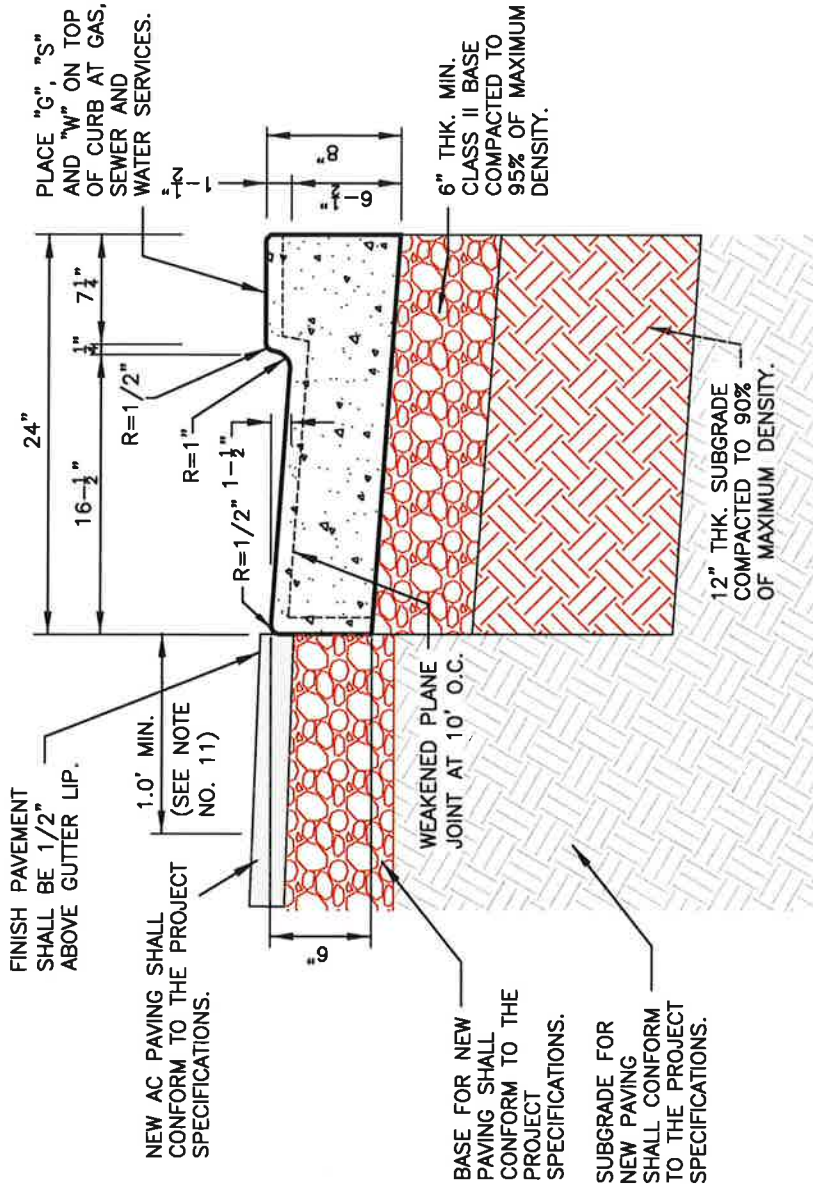 FINISH PAVEMENT
SHALL BE 1/2"
ABOVE GUTTER LIP.
NEW AC PAVING SHALL
CONFORM TO THE PROJECT
SPECIFICATIONS.
1.0' MIN.
(SEE NOTE
NO. 11)
6"
BASE FOR NEW
PAVING SHALL
CONFORM TO THE
PROJECT
SPECIFICATIONS.
SUBGRADE FOR
NEW PAVING
SHALL CONFORM
TO THE PROJECT
SPECIFICATIONS.
24"
16-1/2"
1/2"
7 1/2"
R=1/2"
R=1"
R=1/2"
1-1/2"
WEAKENED PLANE
JOINT AT 10' O.C.
PLACE "G", "S"
AND "W" ON TOP
OF CURB AT GAS,
SEWER AND
WATER SERVICES.
1-1/2"
6-1/2"
8"
6" THK. MIN.
CLASS II BASE
COMPACTED TO
95% OF MAXIMUM
DENSITY.
12" THK. SUBGRADE
COMPACTED TO 90%
OF MAXIMUM DENSITY.